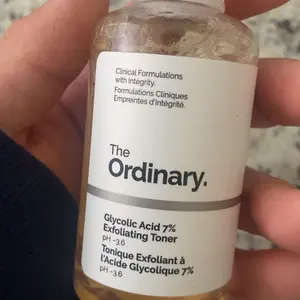 Clinical Formulations
with Integrity.
Formulations Cliniques
Empreintes d'Intégrité.
The
Ordinary.
Glycolic Acid 7%
Exfoliating Toner
pH ~3.6
Tonique Exfoliant à
l'Acide Glycolique 7%
pH ~3.6